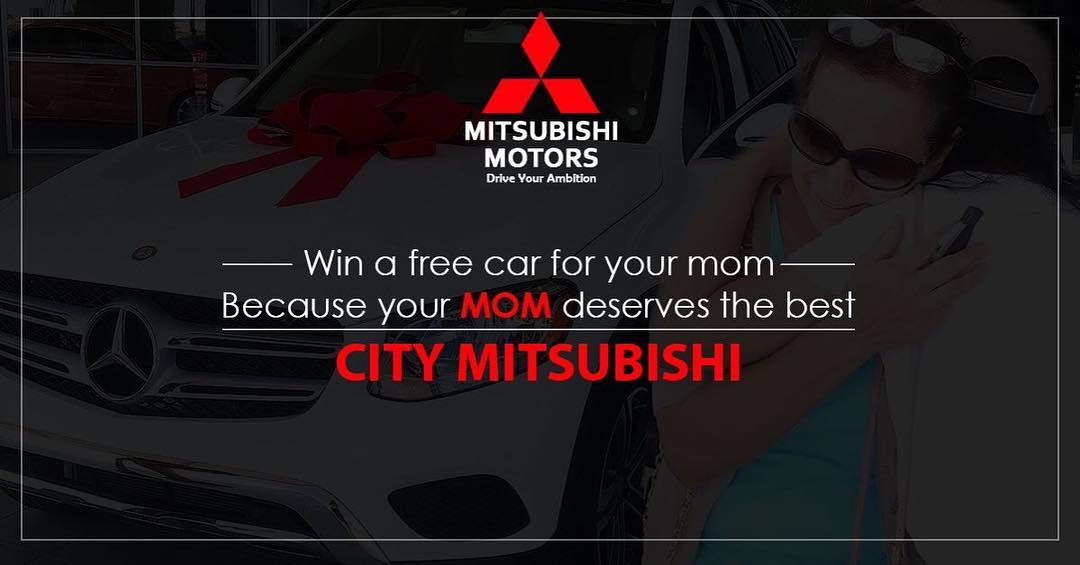 MITSUBISHI
MOTORS
Drive Your Ambition
Win a free car for your mom
Because your MOM deserves the best
CITY MITSUBISHI